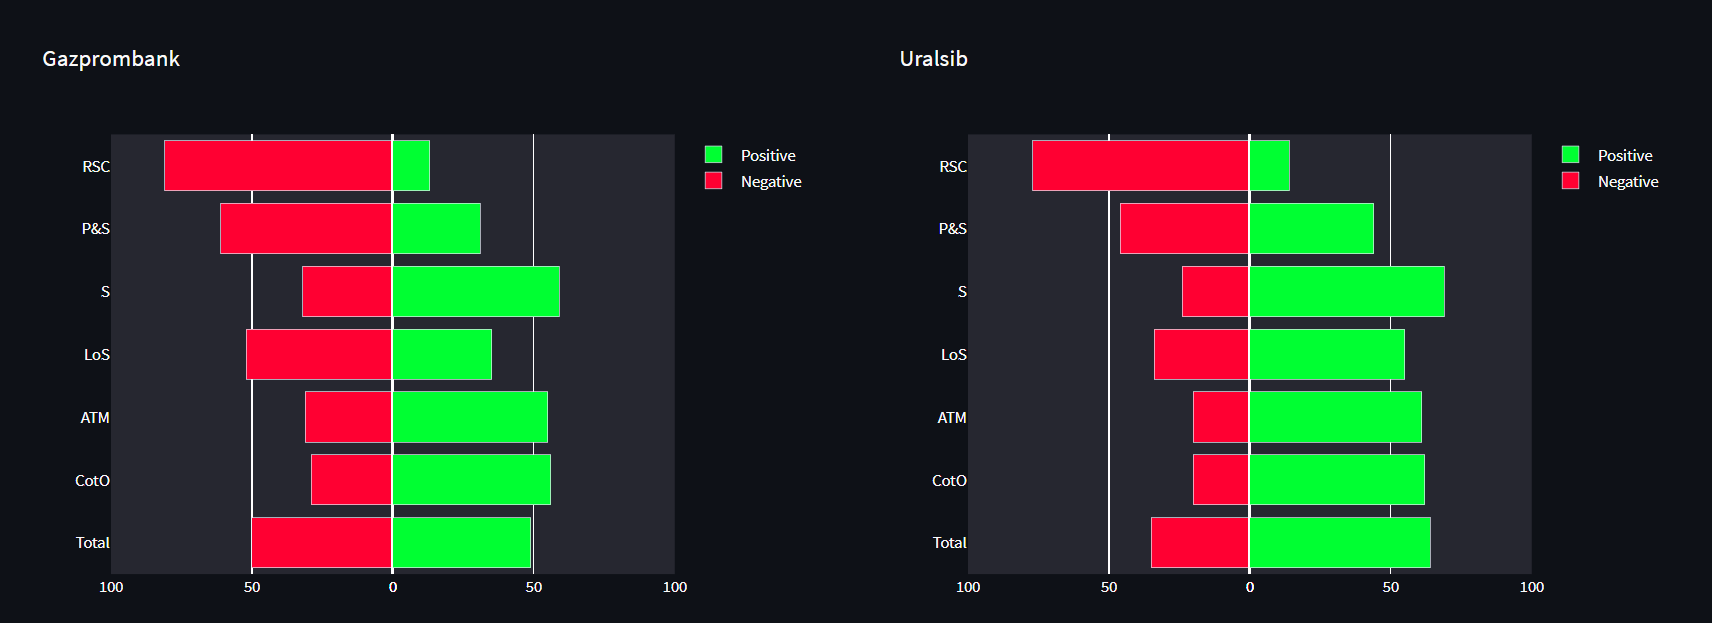 Gazprombank
RSC
P&S
S
LoS
ATM
CotO
Total
100 50 0 50 100
Positive
Negative
Uralsib
RSC
P&S
S
LoS
ATM
CotO
Total
100 50 0 50 100
Positive
Negative